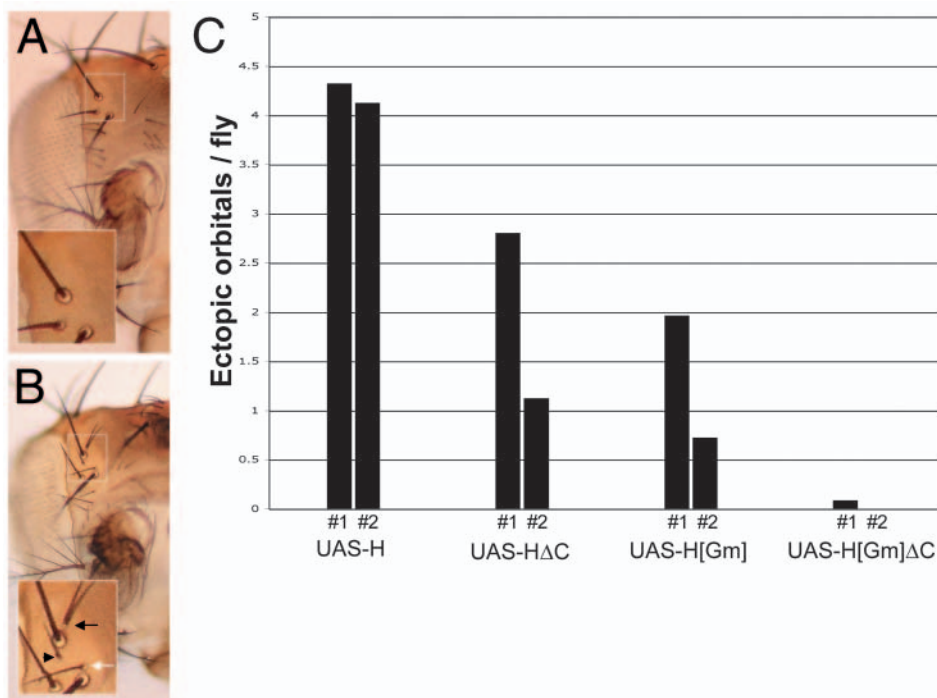 A
B
C
Ectopic orbitals / fly
5
4.5
4
3.5
3
2.5
2
1.5
1
0.5
0
#1 #2 #1 #2 #1 #2 #1 #2
UAS-H UAS-HΔC UAS-H[Gm] UAS-H[Gm]ΔC